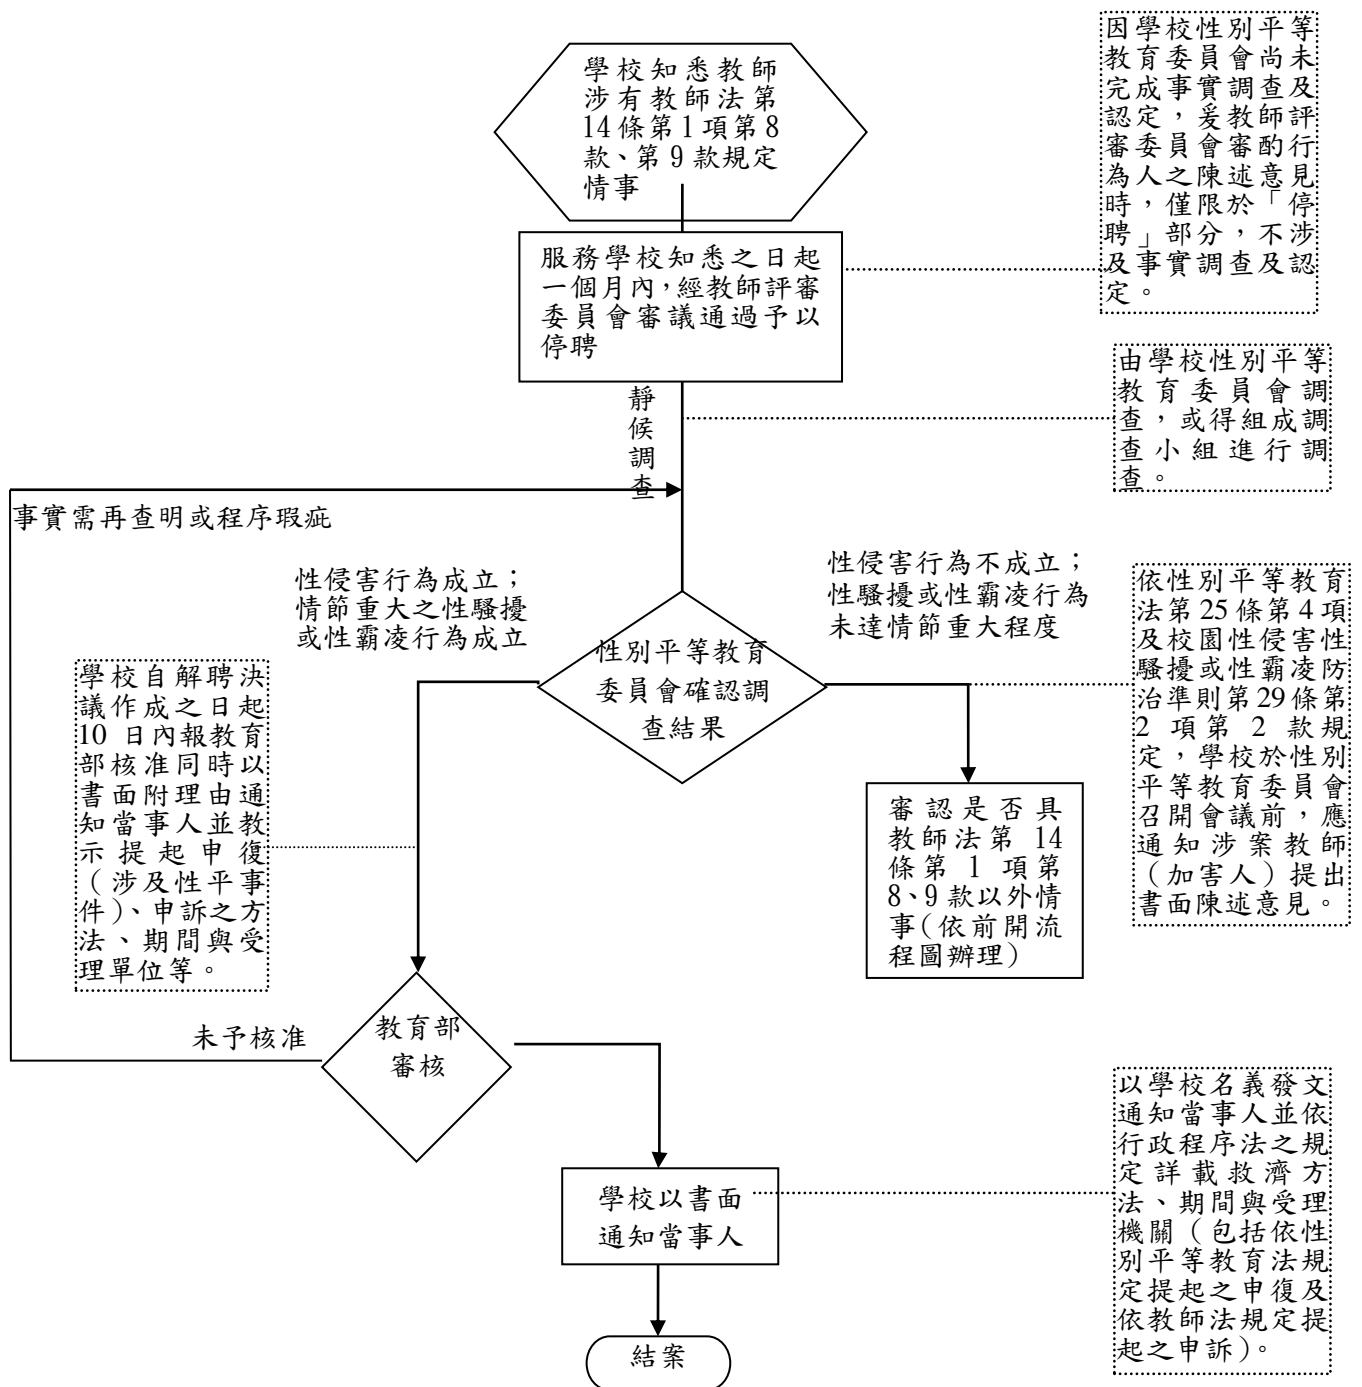 因學校性別平等
教育委員會尚未
完成事實調查及
認定，爰教師評
審委員會審酌行
為人之陳述意見
時，僅限於「停
聘」部分，不涉
及事實調查及認
定。
學校知悉教師
涉有教師法第
14條第1項第8
款、第9款規定
情事
服務學校知悉之日起
一個月內，經教師評審
委員會審議通過予以
停聘
靜
候
調
查
由學校性別平等
教育委員會調
查，或得組成調
查小組進行調
查。
事實需再查明或程序瑕疵
性侵害行為成立；
情節重大之性騷擾
或性霸凌行為成立
性侵害行為不成立；
性騷擾或性霸凌行為
未達情節重大程度
依性別平等教育
法第25條第4項
及校園性侵害性
騷擾或性霸凌防
治準則第29條第
2項第2款規
定，學校於性別
平等教育委員會
召開會議前，應
通知涉案教師
（加害人）提出
書面陳述意見。
性別平等教育
委員會確認調
查結果
學校自解聘決
議作成之日起
10日內報教育
部核准同時以
書面附理由通
知當事人並教
示提起申復
（涉及性平事
件）、申訴之方
法、期間與受
理單位等。
審認是否具
教師法第14
條第1項第
8、9款以外情
事（依前開流
程圖辦理）
教育部
審核
未予核准
學校以書面
通知當事人
以學校名義發文
通知當事人並依
行政程序法之規
定詳載救濟方
法、期間與受理
機關（包括依性
別平等教育法規
定提起之申復及
依教師法規定提
起之申訴）。
結案